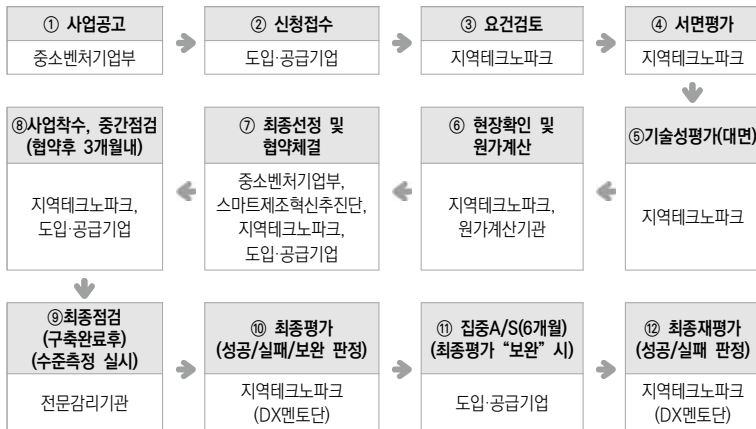 ① 사업공고
중소벤처기업부
② 신청접수
도입·공급기업
③ 요건검토
지역테크노파크
④ 서면평가
지역테크노파크
⑤기술성평가(대면)
지역테크노파크
⑥ 현장확인 및
원가계산
지역테크노파크,
원가계산기관
⑦ 최종선정 및
협약체결
중소벤처기업부,
스마트제조혁신추진단,
지역테크노파크,
도입·공급기업
⑧사업착수, 중간점검
(협약후 3개월내)
지역테크노파크,
도입·공급기업
⑨최종점검
(구축완료후)
(수준측정 실시)
전문감리기관
⑩ 최종평가
(성공/실패/보완 판정)
지역테크노파크
(DX멘토단)
⑪ 집중A/S(6개월)
(최종평가 “보완” 시)
도입·공급기업
⑫ 최종재평가
(성공/실패 판정)
지역테크노파크
(DX멘토단)